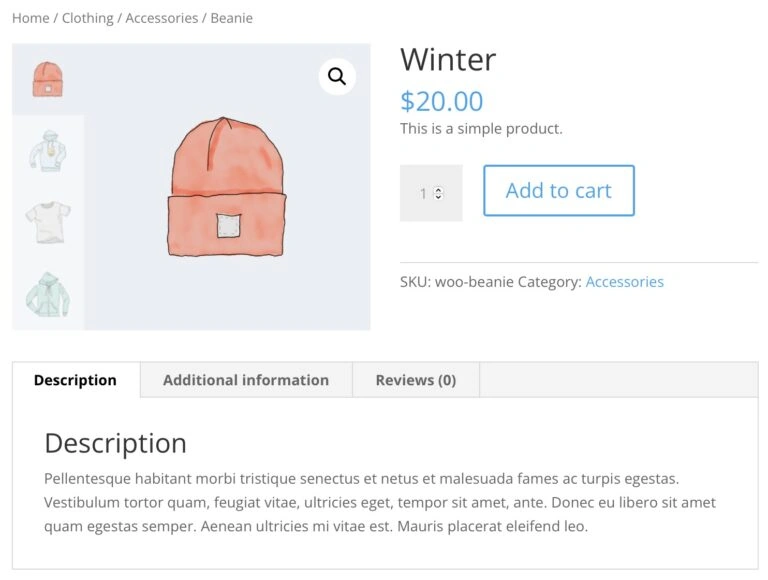 Home / Clothing / Accessories / Beanie
Winter
$20.00
This is a simple product.
1
Add to cart
SKU: woo-beanie Category: Accessories
Description
Additional information
Reviews (0)
Description
Pellentesque habitant morbi tristique senectus et netus et malesuada fames ac turpis egestas.
Vestibulum tortor quam, feugiat vitae, ultricies eget, tempor sit amet, ante. Donec eu libero sit amet
quam egestas semper. Aenean ultricies mi vitae est. Mauris placerat eleifend leo.